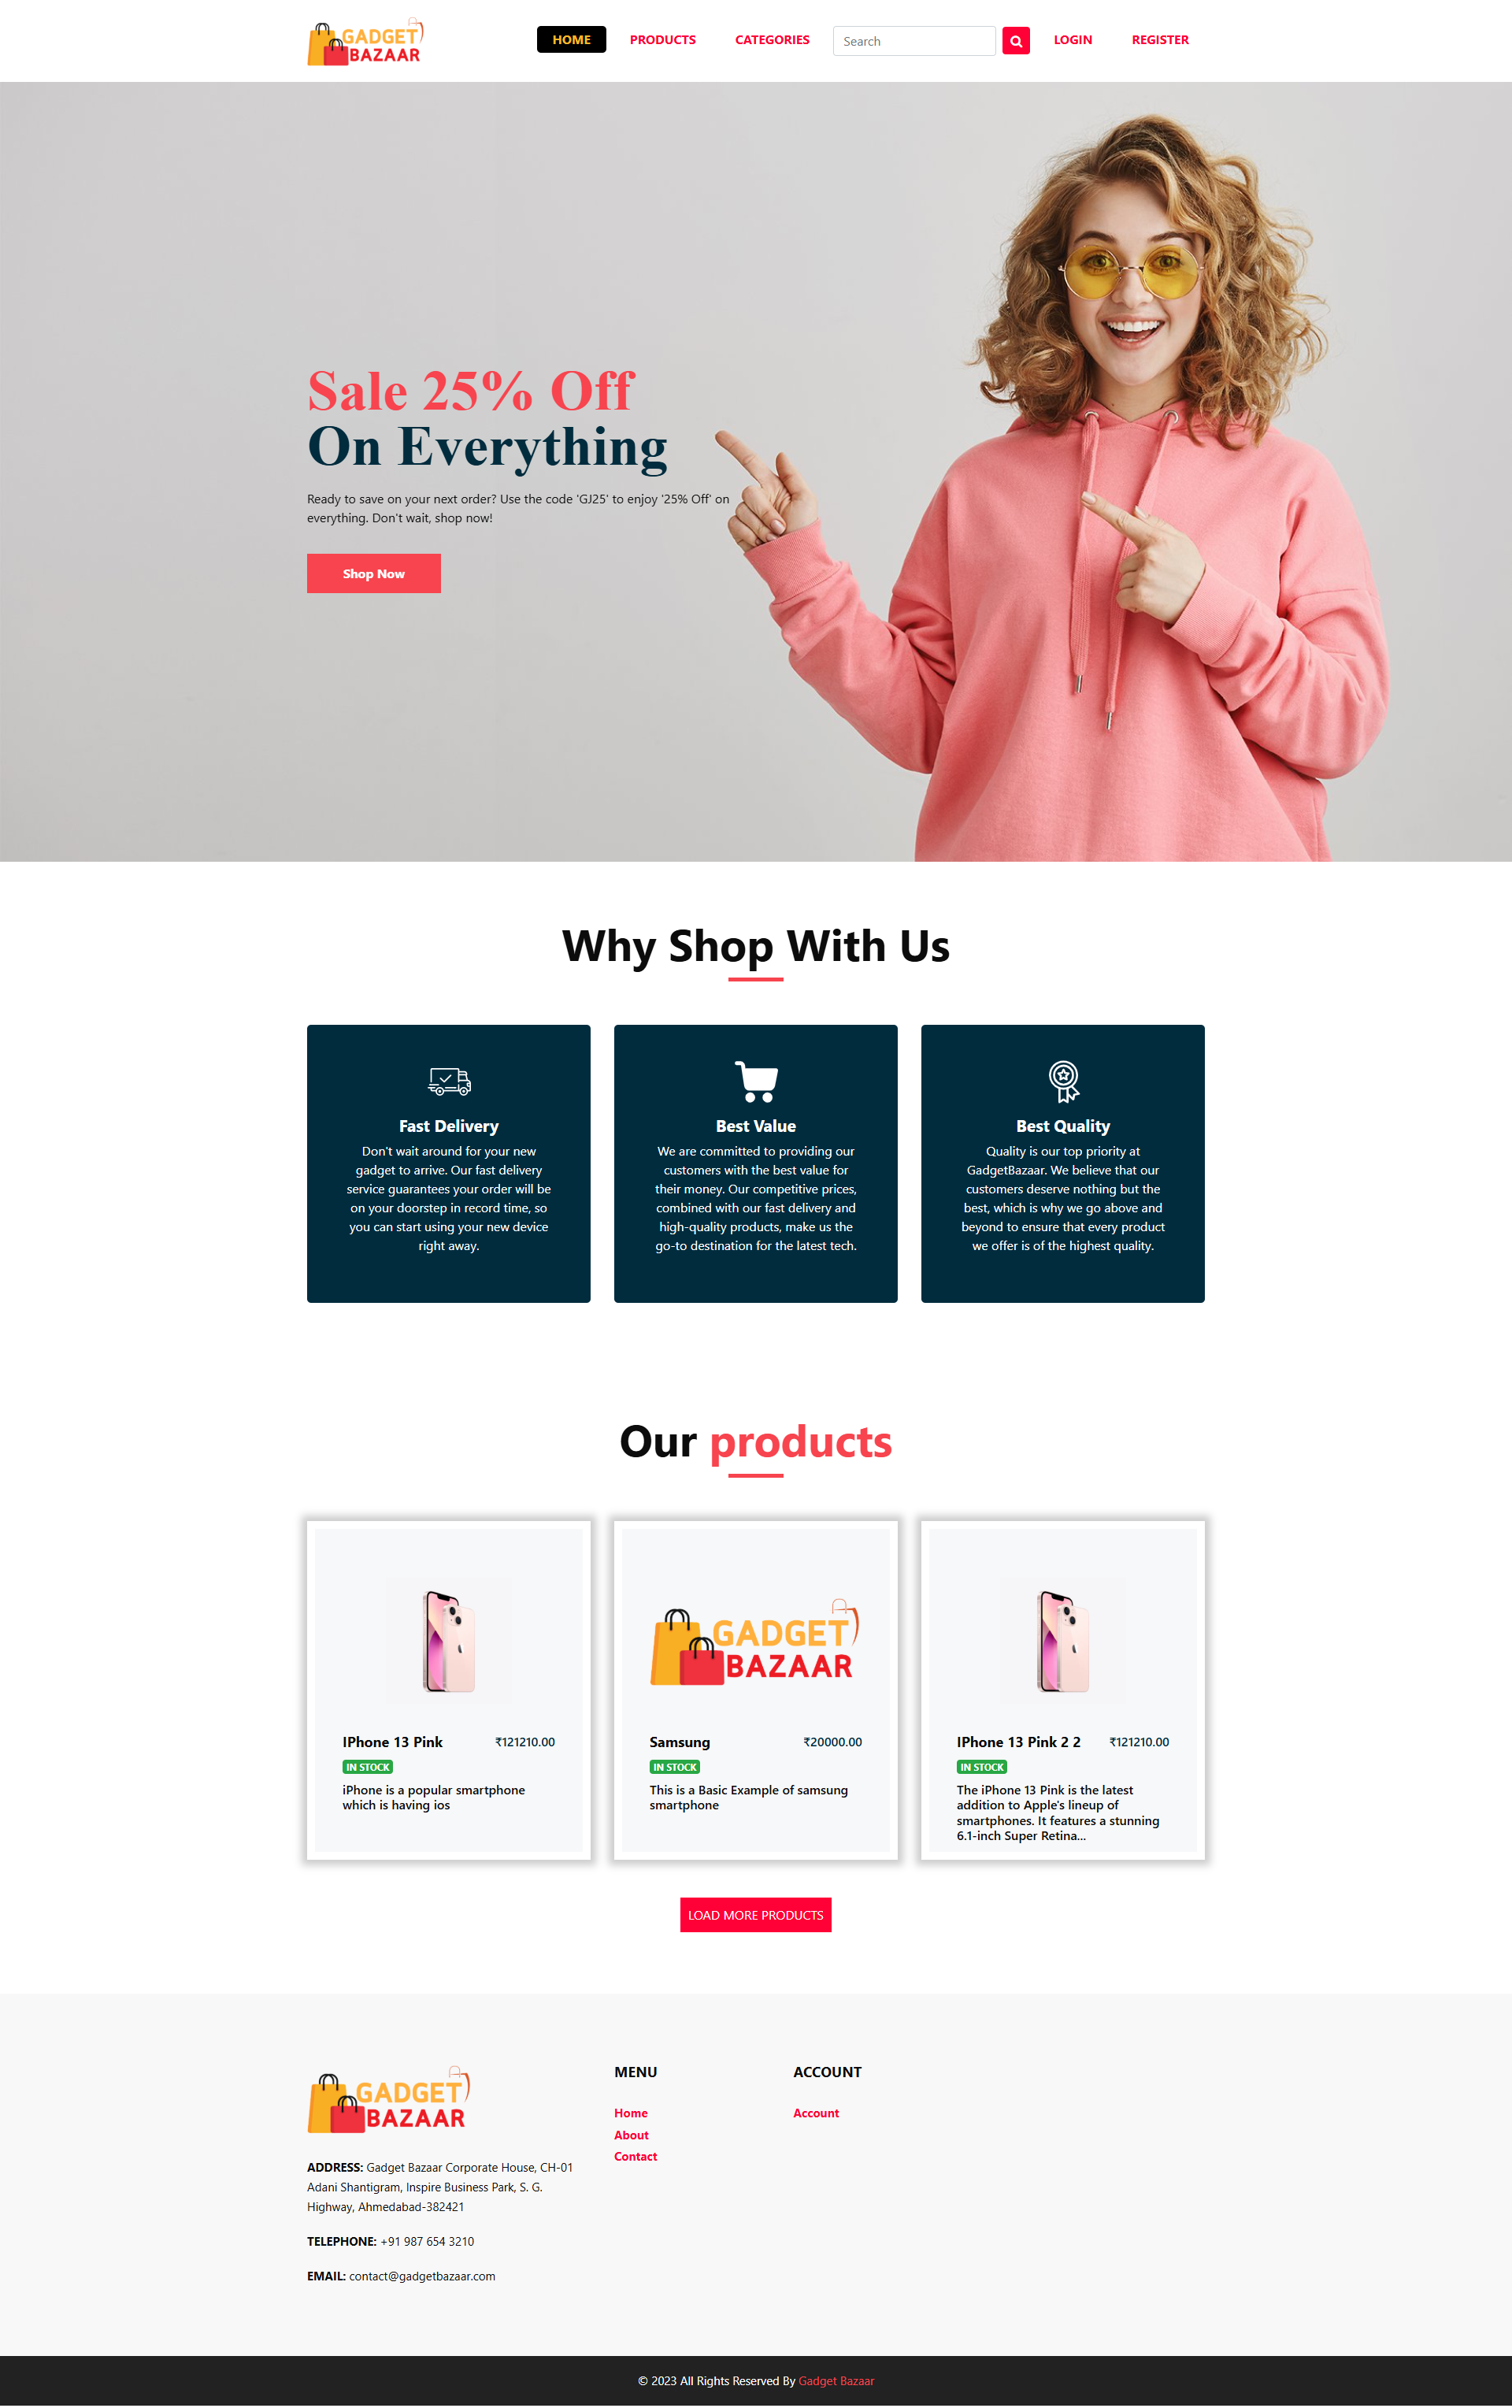 GADGET
BAZAAR
HOME
PRODUCTS
CATEGORIES
Search
LOGIN
REGISTER
Sale 25% Off
On Everything
Ready to save on your next order? Use the code 'GJ25' to enjoy '25% Off' on
everything. Don't wait, shop now!
Shop Now
Why Shop With Us
Fast Delivery
Don't wait around for your new
gadget to arrive. Our fast delivery
service guarantees your order will be
on your doorstep in record time, so
you can start using your new device
right away.
Best Value
We are committed to providing our
customers with the best value for
their money. Our competitive prices,
combined with our fast delivery and
high-quality products, make us the
go-to destination for the latest tech.
Best Quality
Quality is our top priority at
GadgetBazaar. We believe that our
customers deserve nothing but the
best, which is why we go above and
beyond to ensure that every product
we offer is of the highest quality.
Our products
IPhone 13 Pink ₹121210.00
IN STOCK
iPhone is a popular smartphone
which is having ios
GADGET
BAZAAR
Samsung ₹20000.00
IN STOCK
This is a Basic Example of samsung
smartphone
IPhone 13 Pink 2 2 ₹121210.00
IN STOCK
The iPhone 13 Pink is the latest
addition to Apple's lineup of
smartphones. It features a stunning
6.1-inch Super Retina...
LOAD MORE PRODUCTS
GADGET
BAZAAR
ADDRESS: Gadget Bazaar Corporate House, CH-01
Adani Shantigram, Inspire Business Park, S. G.
Highway, Ahmedabad-382421
TELEPHONE: +91 987 654 3210
EMAIL: contact@gadgetbazaar.com
MENU
Home
About
Contact
ACCOUNT
Account
© 2023 All Rights Reserved By Gadget Bazaar